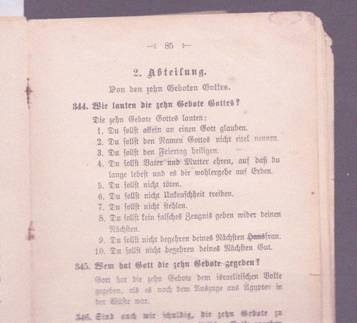 — 85 —
2. Abteilung.
Von den zehn Geboten Gottes.
344. Wie lauten die zehn Gebote Gottes?
Die zehn Gebote Gottes lauten:
1. Du sollst allein an einen Gott glauben.
2. Du sollst den Namen Gottes nicht eitel nennen.
3. Du sollst den Feiertag heiligen.
4. Du sollst Vater und Mutter ehren, auf daß du
lange lebest und es dir wohlergehe auf Erden.
5. Du sollst nicht töten.
6. Du sollst nicht Unkeuschheit treiben.
7. Du sollst nicht stehlen.
8. Du sollst kein falsches Zeugnis geben wider deinen
Nächsten.
9. Du sollst nicht begehren deines Nächsten Hausfrau.
10. Du sollst nicht begehren deines Nächsten Gut.
345. Wem hat Gott die zehn Gebote gegeben?
Gott hat die zehn Gebote dem israelitischen Volke
gegeben, als es nach dem Auszuge aus Ägypten in
der Wüste war.
346. Sind auch wir schuldig, die zehn Gebote zu